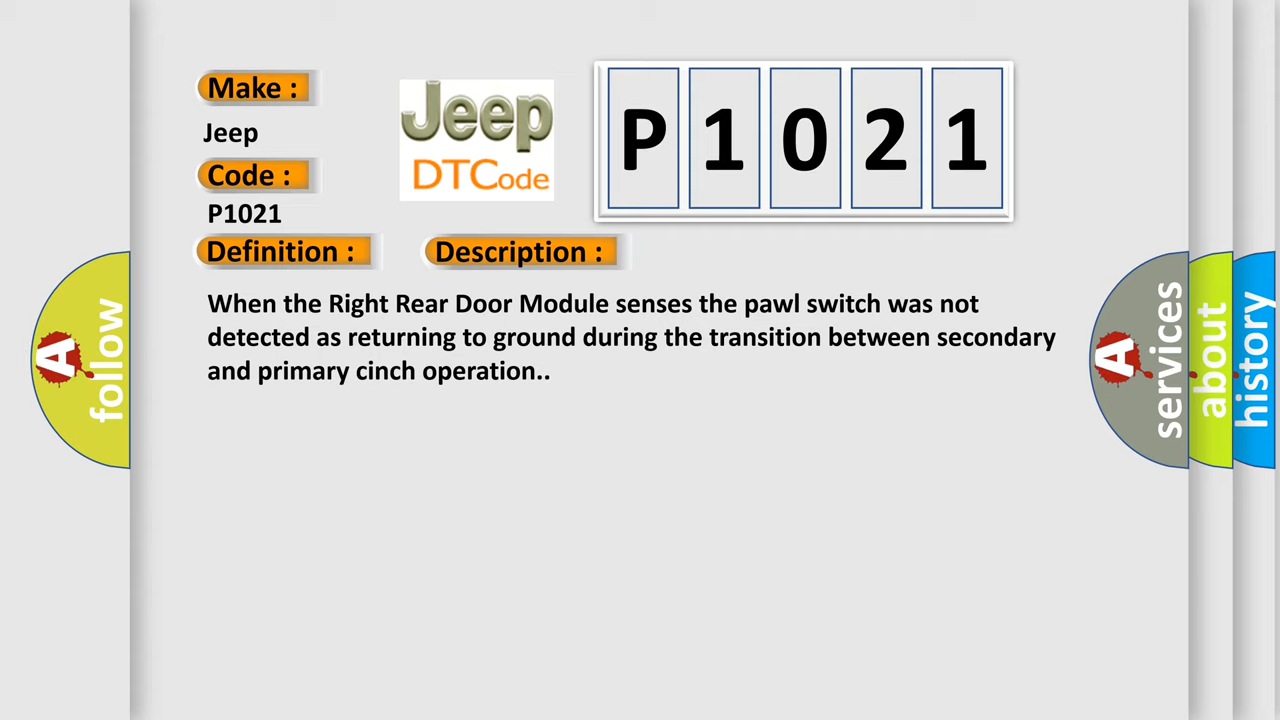 Make :
Jeep
Code :
P1021
Definition :
Description :
When the Right Rear Door Module senses the pawl switch was not
detected as returning to ground during the transition between secondary
and primary cinch operation..
Jeep
DTCode
P 1 0 2 1
A follow
A services
about
history